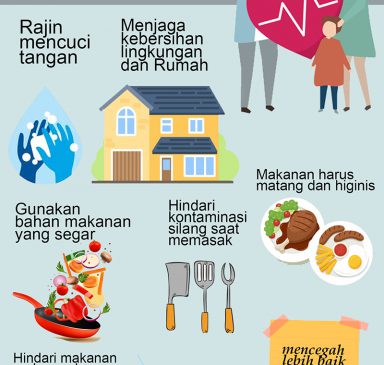 Rajin
mencuci
tangan
Menjaga
kebersihan
lingkungan
dan Rumah
Makanan harus
matang dan higinis
Gunakan
bahan makanan
yang segar
Hindari
kontaminasi
silang saat
memasak
Hindari makanan
mencegah
lebih baik